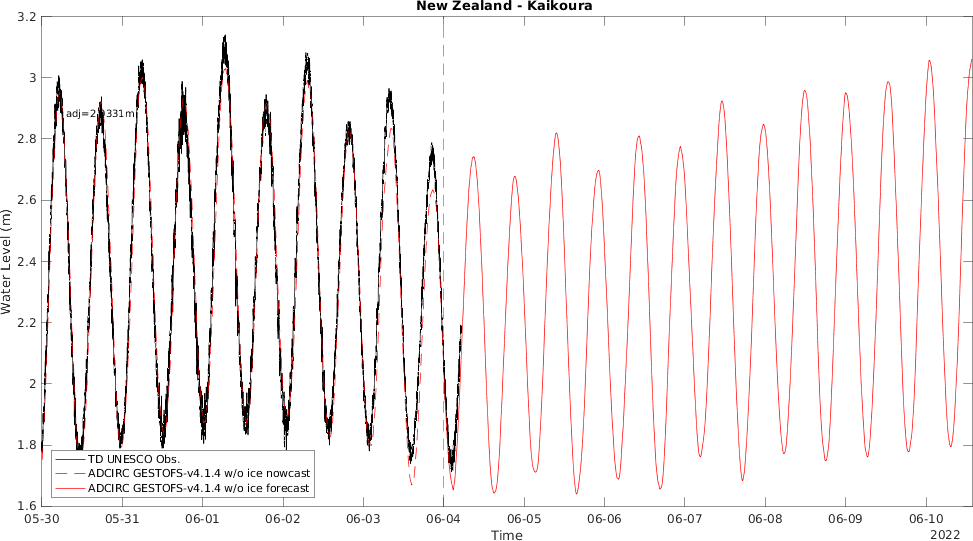 New Zealand - Kaikoura
3.2
3
2.8
2.6
2.4
2.2
2
1.8
1.6
Water Level (m)
TD UNESCO Obs.
ADCIRC GESTOFS-v4.1.4 w/o ice nowcast
ADCIRC GESTOFS-v4.1.4 w/o ice forecast
05-30 05-31 06-01 06-02 06-03 06-04 06-05 06-06 06-07 06-08 06-09 06-10
Time
2022